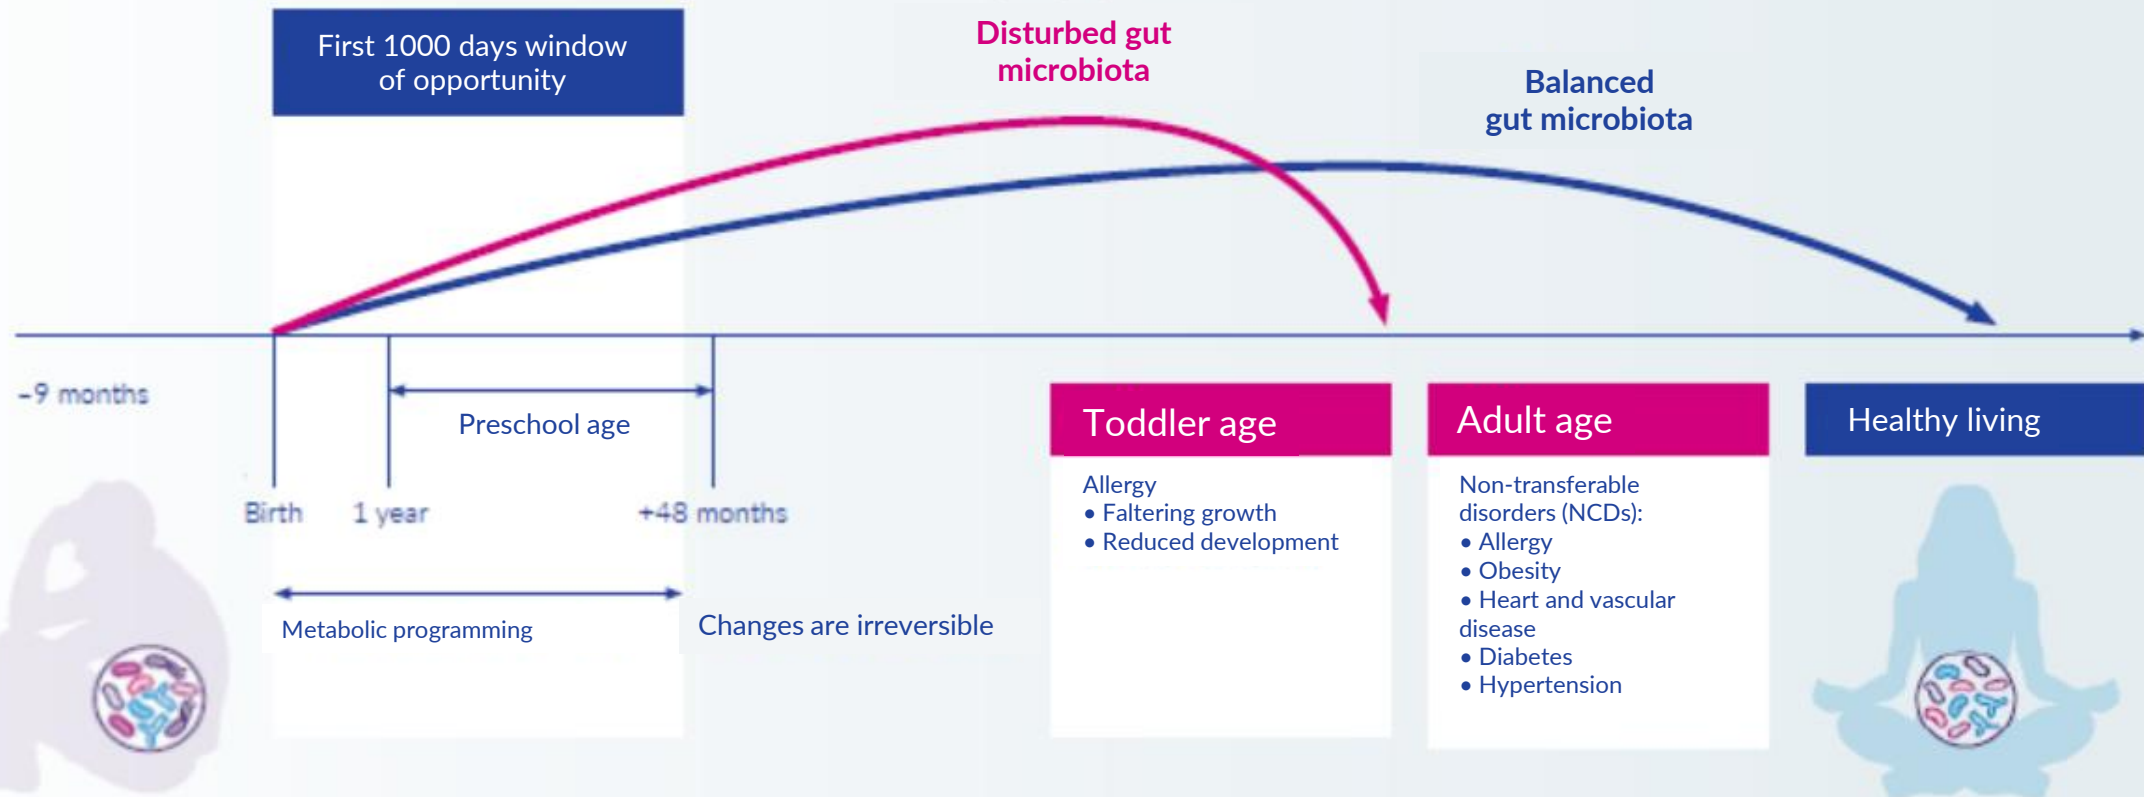 First 1000 days window
of opportunity
Disturbed gut
microbiota
Balanced
gut microbiota
–9 months
Preschool age
Birth
1 year
+48 months
Metabolic programming
Changes are irreversible
Toddler age
Allergy
• Faltering growth
• Reduced development
Adult age
Non-transferable
disorders (NCDs):
• Allergy
• Obesity
• Heart and vascular
disease
• Diabetes
• Hypertension
Healthy living